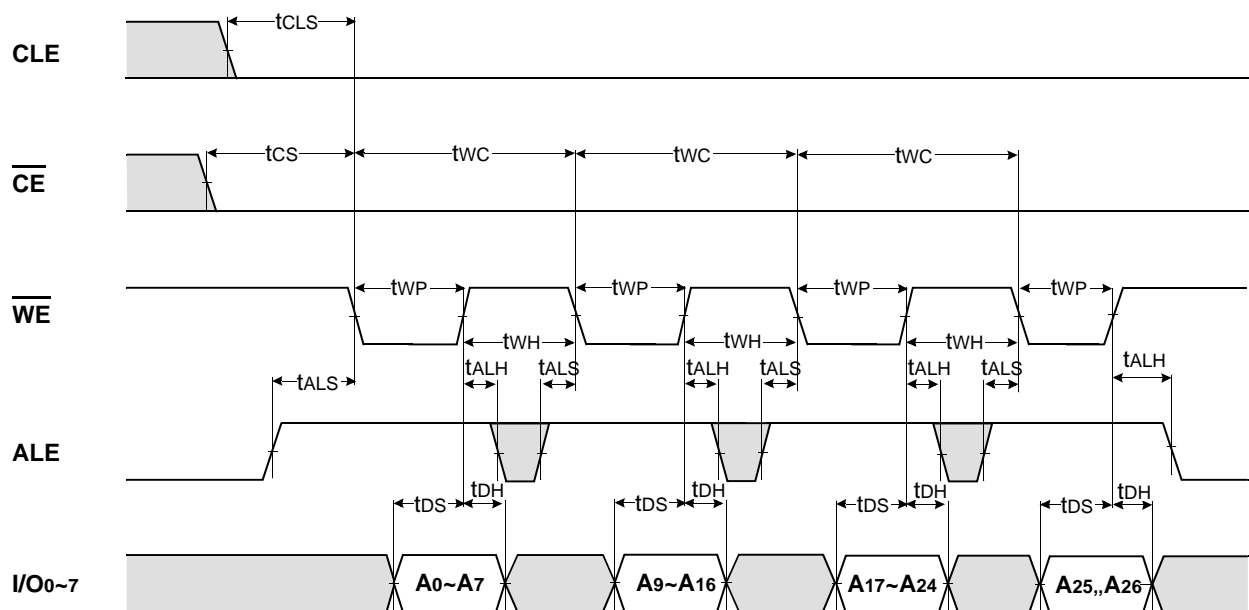 CLE
tCLS
CE
tCS
tWC
tWC
tWC
WE
tWP
tWP
tWP
tWP
tWH
tWH
tWH
tALS
tALH
tALS
tALH
tALS
tALH
tALS
tALH
ALE
tDS
tDH
tDS
tDH
tDS
tDH
tDS
tDH
I/O0~7
A0~A7
A9~A16
A17~A24
A25,,A26